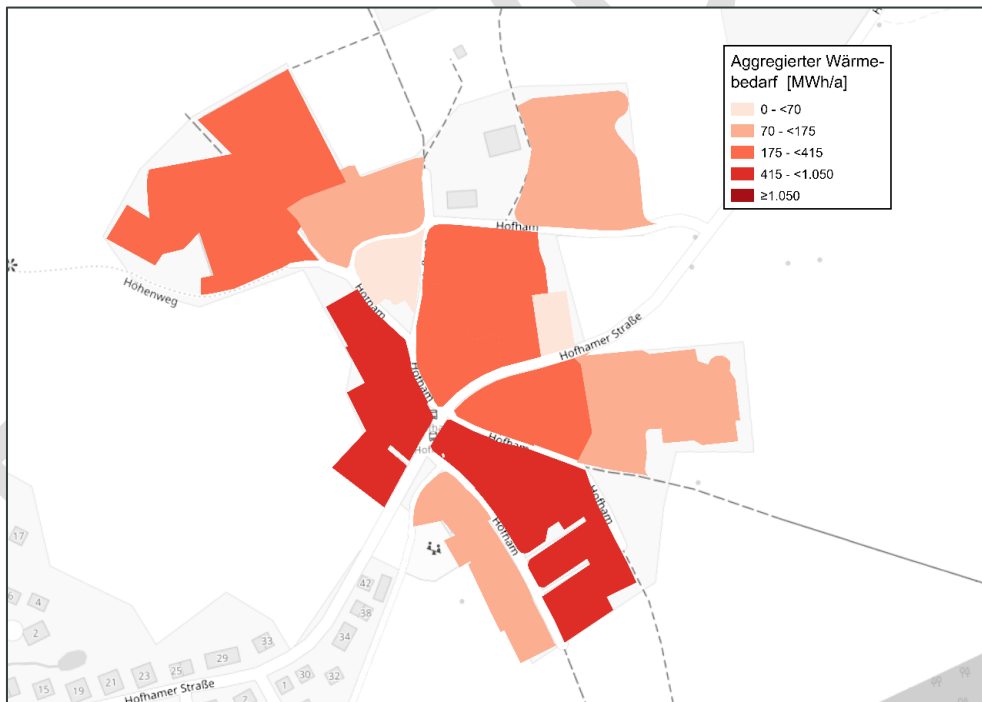 Aggregierter Wärme-
bedarf [MWh/a]
0 - <70
70 - <175
175 - <415
415 - <1.050
≥1.050
Hofham
Höhenweg
Hofham
Hofhamer Straße
Hofham
Hofham
Hofham
Hofham
17
4
2
42
38
34
33
29
25
23
21
19
15
1
30
32
2
Hofhamer Straße